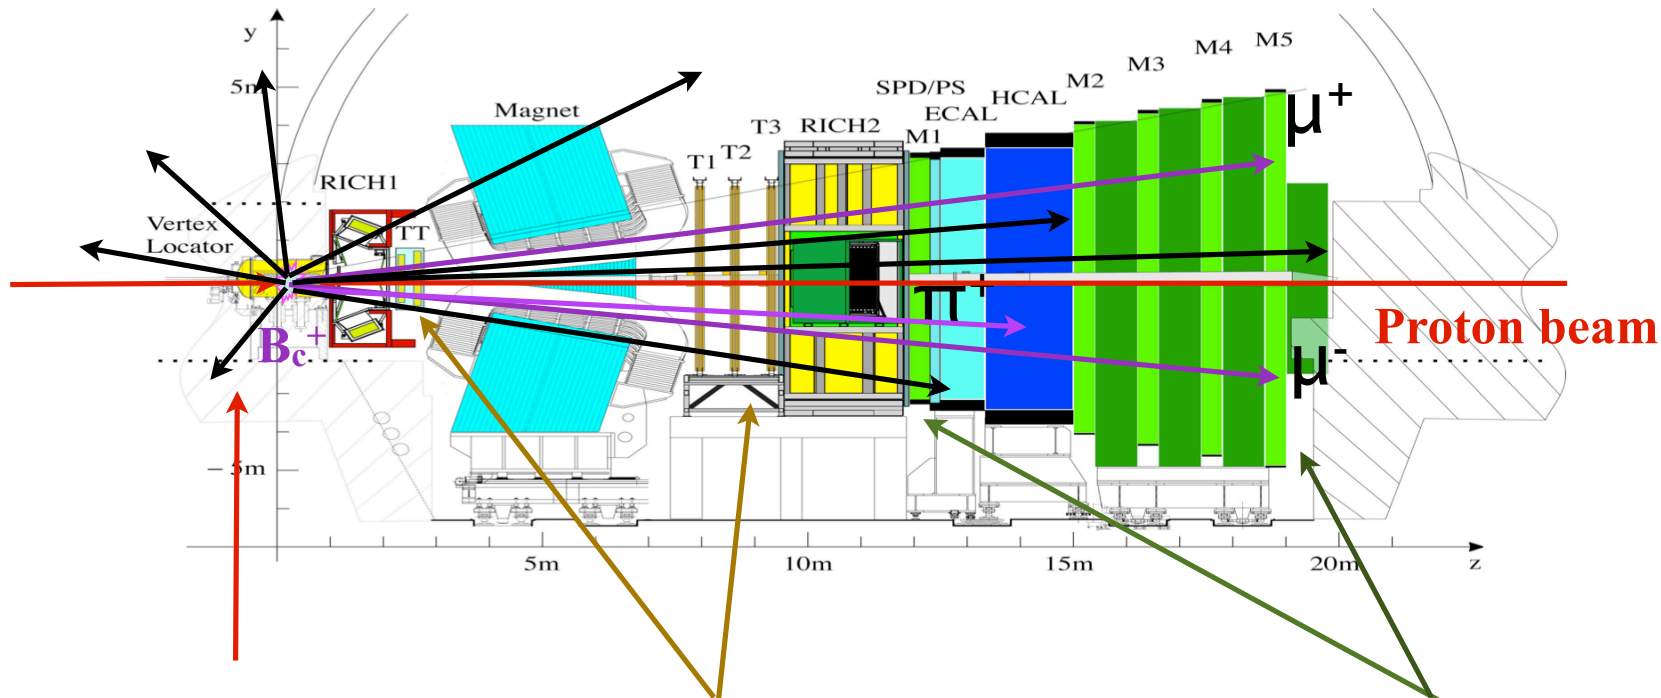 y
5m
Magnet
RICH1
Vertex
Locator
TT
T1
T2
T3
RICH2
SPD/PS
M1
ECAL
HCAL
M2
M3
M4
M5
μ⁺
π⁺
B_c⁺
Proton beam
μ⁻
− 5m
5m
10m
15m
20m
z